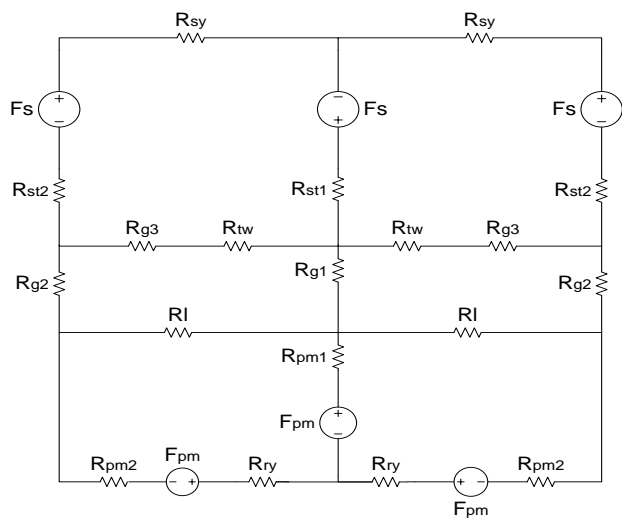 Rsy Rsy
+ - +
Fs Fs Fs
- + -
Rst2 Rst1 Rst2
Rg3 Rtw Rtw Rg3
Rg2 Rg1 Rg2
Rl Rl
Rpm1
+
Fpm
-
Rpm2 Fpm Rry Rry Rpm2
- + + -
Fpm